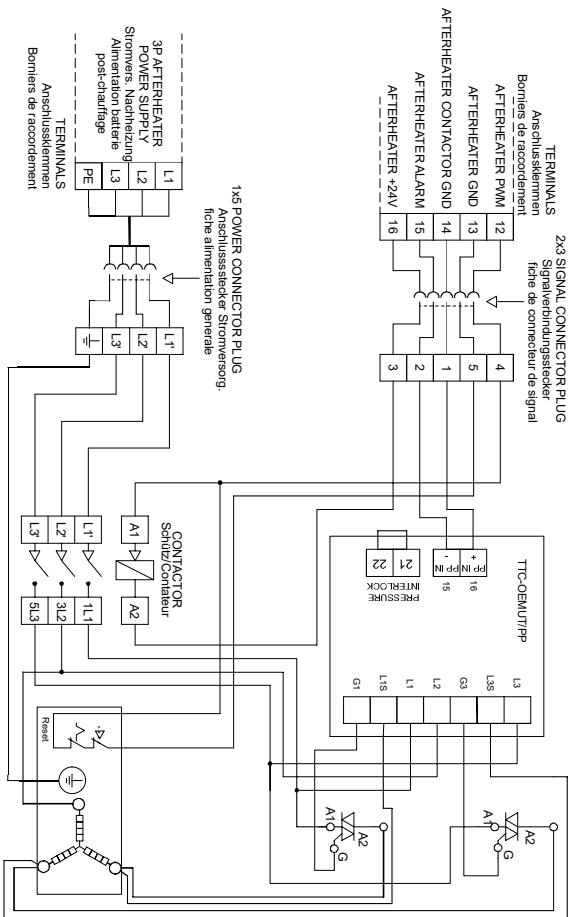 TERMINALS
Anschlussklemmen
Borniers de raccordement
AFTERHEATER PWM
AFTERHEATER GND
AFTERHEATER CONTACTOR GND
AFTERHEATER ALARM
AFTERHEATER +24V
12
13
14
15
16
2x3 SIGNAL CONNECTOR PLUG
Signalverbindungsstecker
fiche de connecteur de signal
4
5
1
2
3
TTC-OEMUT/PP
PP IN +
16
PP IN -
15
21
22
PRESSURE
INTERLOCK
L3
L3S
G3
L2
L1
L1S
G1
A1
A2
G
A1
A2
G
3P AFTERHEATER
POWER SUPPLY
Stromvers. Nachheizung
Alimentation batterie
post-chauffage
L1
L2
L3
PE
TERMINALS
Anschlussklemmen
Borniers de raccordement
1x5 POWER CONNECTOR PLUG
Anschlussstecker Stromversorg.
fiche alimentation generale
L1'
L2'
L3'
CONTACTOR
Schütz/Contateur
A1
A2
L1'
L2'
L3'
1L1
3L2
5L3
Reset